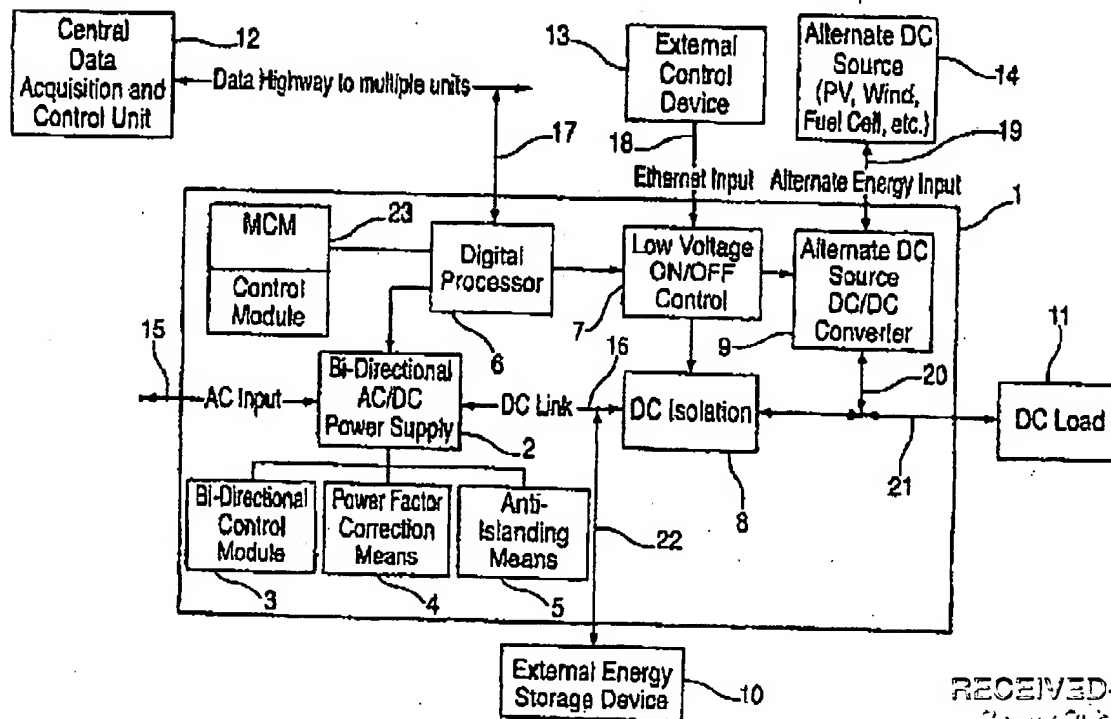 Central
Data
Acquisition and
Control Unit
12
Data Highway to multiple units
17
13
External
Control
Device
18
Ethernet Input
Alternate DC
Source
(PV, Wind,
Fuel Cell, etc.)
14
19
Alternate Energy Input
1
MCM
Control
Module
23
Digital
Processor
6
Low Voltage
ON/OFF
Control
7
Alternate DC
Source
DC/DC
Converter
9
15
AC Input
Bi-Directional
AC/DC
Power Supply
2
DC Link
16
DC Isolation
8
20
21
11
DC Load
Bi-Directional
Control
Module
3
Power Factor
Correction
Means
4
Anti-
Islanding
Means
5
22
External Energy
Storage Device
10
RECEIVED